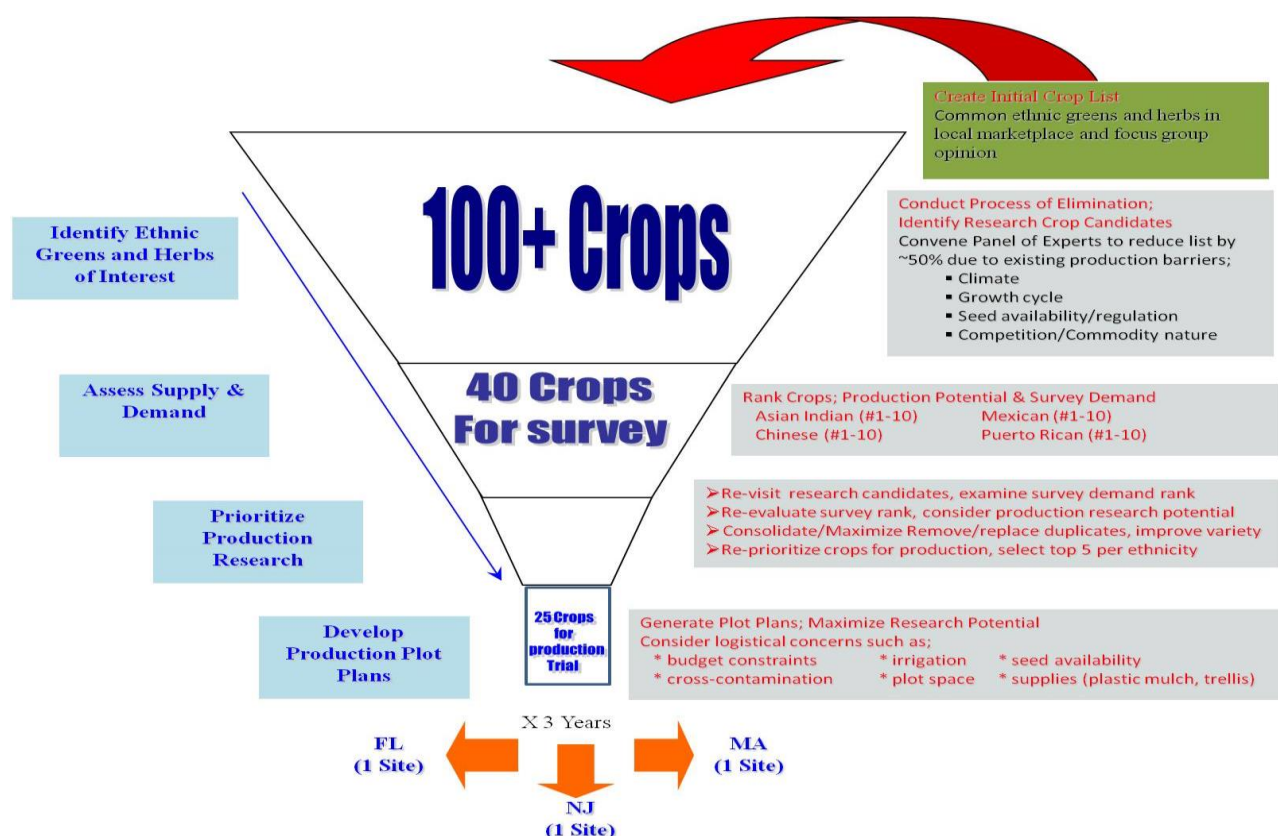 Create Initial Crop List
Common ethnic greens and herbs in
local marketplace and focus group
opinion
100+ Crops
Identify Ethnic
Greens and Herbs
of Interest
Conduct Process of Elimination;
Identify Research Crop Candidates
Convene Panel of Experts to reduce list by
~50% due to existing production barriers;
▪ Climate
▪ Growth cycle
▪ Seed availability/regulation
▪ Competition/Commodity nature
Assess Supply &
Demand
40 Crops
For survey
Rank Crops; Production Potential & Survey Demand
Asian Indian (#1-10) Mexican (#1-10)
Chinese (#1-10) Puerto Rican (#1-10)
Prioritize
Production
Research
➢Re-visit research candidates, examine survey demand rank
➢Re-evaluate survey rank, consider production research potential
➢Consolidate/Maximize Remove/replace duplicates, improve variety
➢Re-prioritize crops for production, select top 5 per ethnicity
Develop
Production Plot
Plans
25 Crops
for
production
Trial
Generate Plot Plans; Maximize Research Potential
Consider logistical concerns such as;
* budget constraints * irrigation * seed availability
* cross-contamination * plot space * supplies (plastic mulch, trellis)
X 3 Years
FL
(1 Site)
MA
(1 Site)
NJ
(1 Site)